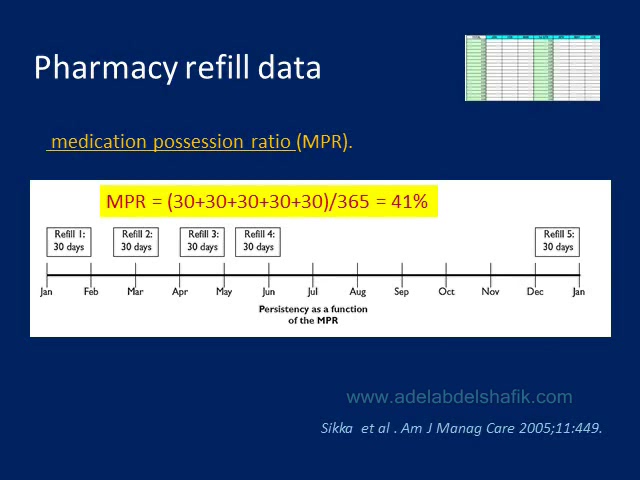 Pharmacy refill data
medication possession ratio (MPR).
MPR = (30+30+30+30+30)/365 = 41%
Refill 1: Refill 2: Refill 3: Refill 4: Refill 5:
30 days 30 days 30 days 30 days 30 days
Jan Feb Mar Apr May Jun Jul Aug Sep Oct Nov Dec Jan
Persistency as a function
of the MPR
www.adelabdelshafik.com
Sikka et al . Am J Manag Care 2005;11:449.